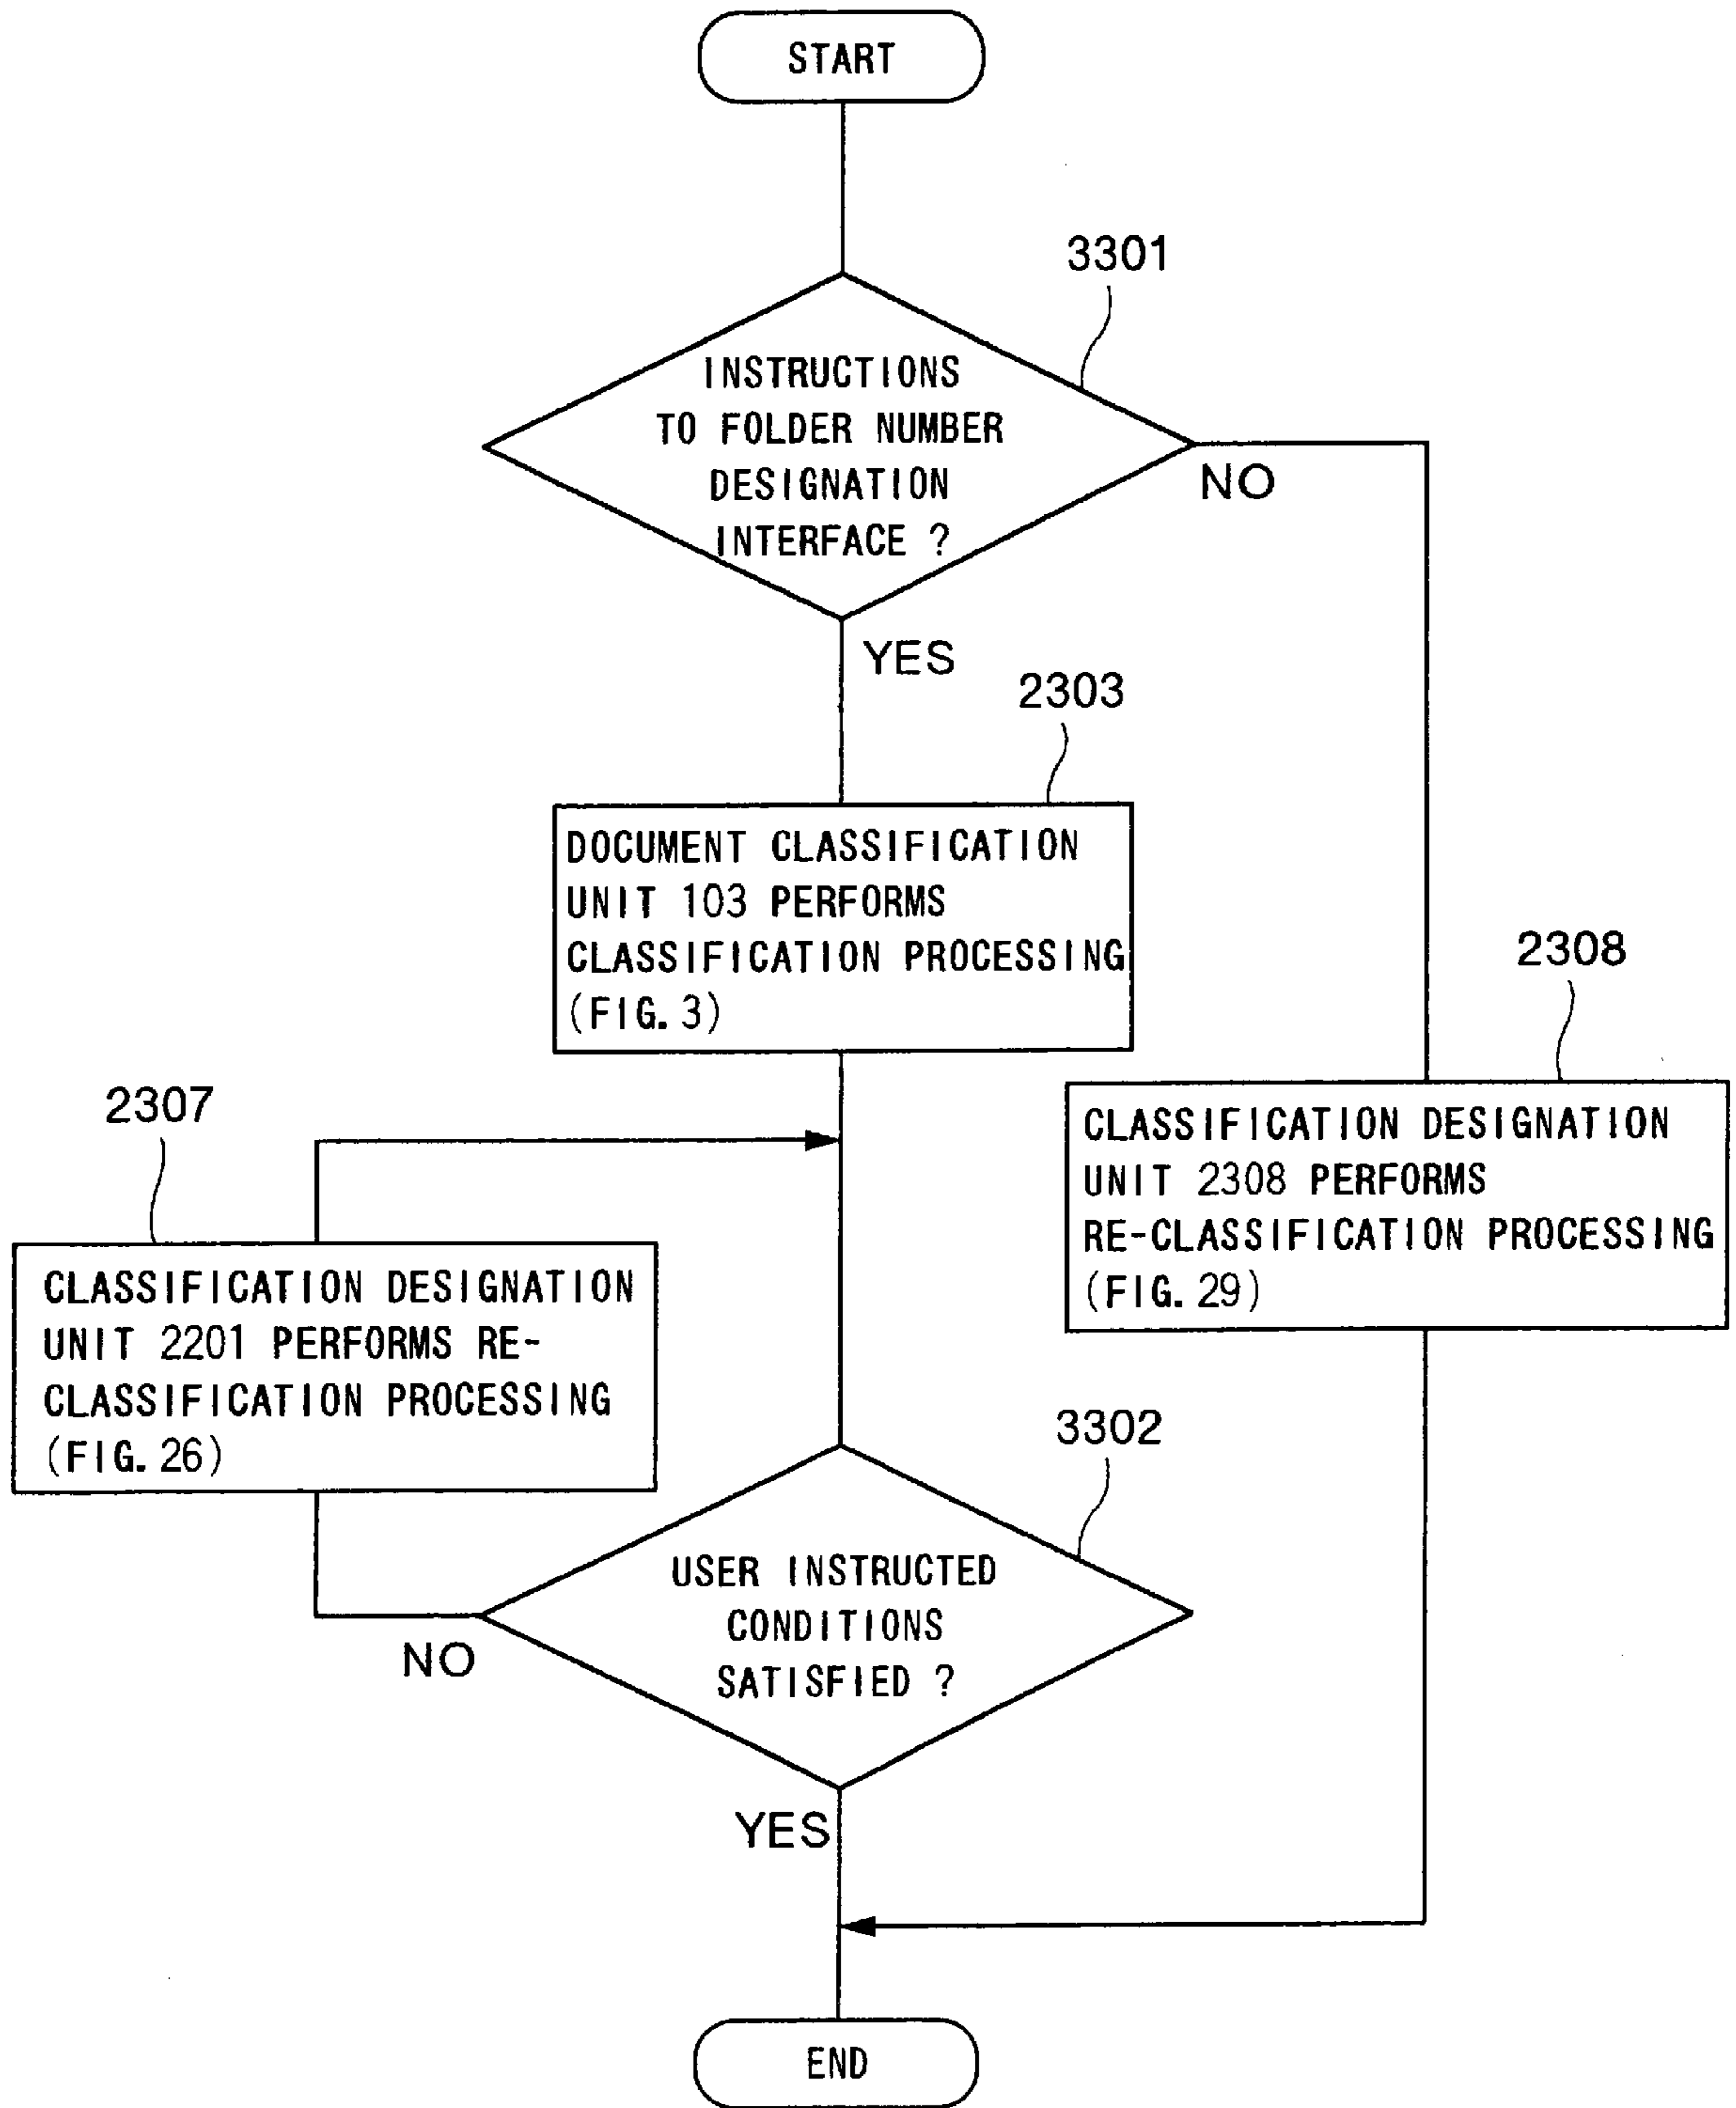 START
3301
INSTRUCTIONS
TO FOLDER NUMBER
DESIGNATION
INTERFACE ?
NO
YES
2303
DOCUMENT CLASSIFICATION
UNIT 103 PERFORMS
CLASSIFICATION PROCESSING
(FIG. 3)
2308
CLASSIFICATION DESIGNATION
UNIT 2308 PERFORMS
RE-CLASSIFICATION PROCESSING
(FIG. 29)
2307
CLASSIFICATION DESIGNATION
UNIT 2201 PERFORMS RE-
CLASSIFICATION PROCESSING
(FIG. 26)
3302
USER INSTRUCTED
CONDITIONS
SATISFIED ?
NO
YES
END